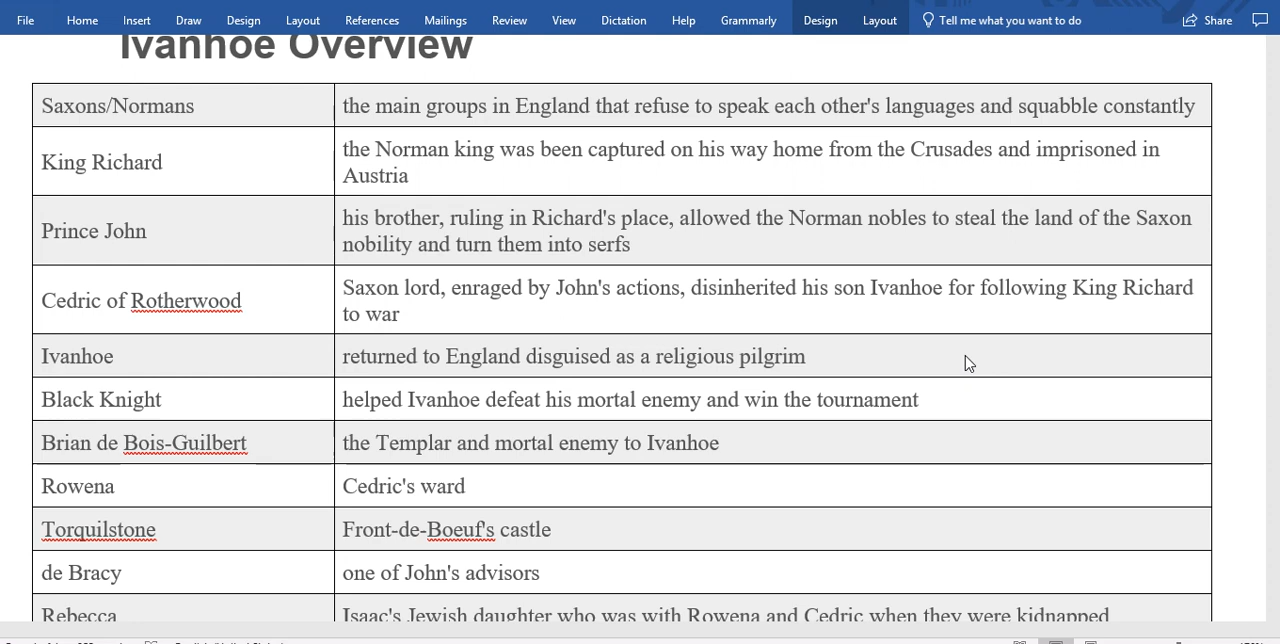 File Home Insert Draw Design Layout References Mailings Review View Dictation Help Grammarly Design Layout Tell me what you want to do Share
Ivanhoe Overview
Saxons/Normans the main groups in England that refuse to speak each other's languages and squabble constantly
King Richard the Norman king was been captured on his way home from the Crusades and imprisoned in
Austria
Prince John his brother, ruling in Richard's place, allowed the Norman nobles to steal the land of the Saxon
nobility and turn them into serfs
Cedric of Rotherwood Saxon lord, enraged by John's actions, disinherited his son Ivanhoe for following King Richard
to war
Ivanhoe returned to England disguised as a religious pilgrim
Black Knight helped Ivanhoe defeat his mortal enemy and win the tournament
Brian de Bois-Guilbert the Templar and mortal enemy to Ivanhoe
Rowena Cedric's ward
Torquilstone Front-de-Boeuf's castle
de Bracy one of John's advisors
Rebecca Isaac's Jewish daughter who was with Rowena and Cedric when they were kidnapped